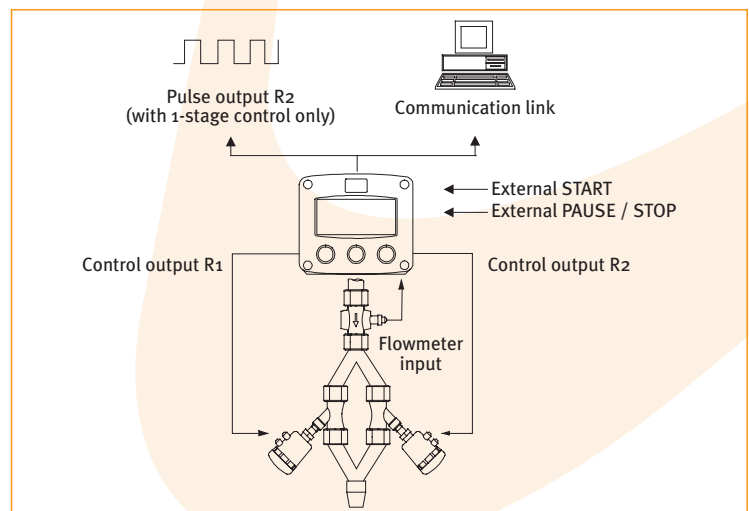 Pulse output R2
(with 1-stage control only)
Communication link
External START
External PAUSE / STOP
Control output R1
Control output R2
Flowmeter
input